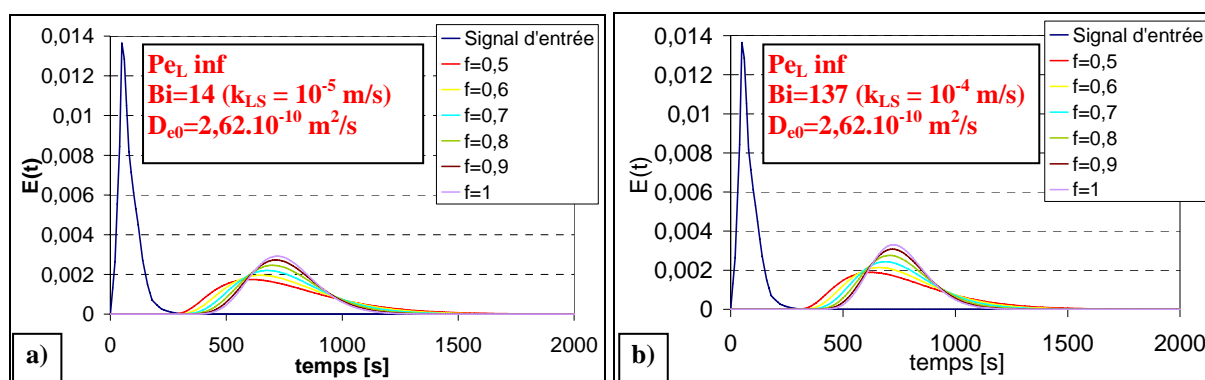 0,014
0,012
0,01
0,008
0,006
0,004
0,002
0
E(t)
Pe_L inf
Bi=14 (k_LS = 10^-5 m/s)
D_e0=2,62.10^-10 m^2/s
Signal d'entrée
f=0,5
f=0,6
f=0,7
f=0,8
f=0,9
f=1
0 500 1000 1500 2000
temps [s]
a)
0,014
0,012
0,01
0,008
0,006
0,004
0,002
0
E(t)
Pe_L inf
Bi=137 (k_LS = 10^-4 m/s)
D_e0=2,62.10^-10 m^2/s
Signal d'entrée
f=0,5
f=0,6
f=0,7
f=0,8
f=0,9
f=1
0 500 1000 1500 2000
temps [s]
b)